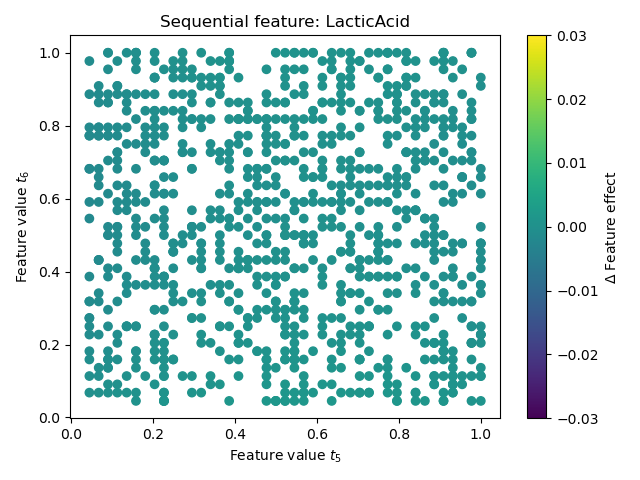 Sequential feature: LacticAcid
1.0
0.8
0.6
0.4
0.2
0.0
Feature value t₆
0.0 0.2 0.4 0.6 0.8 1.0
Feature value t₅
0.03
0.02
0.01
0.00
−0.01
−0.02
−0.03
Δ Feature effect